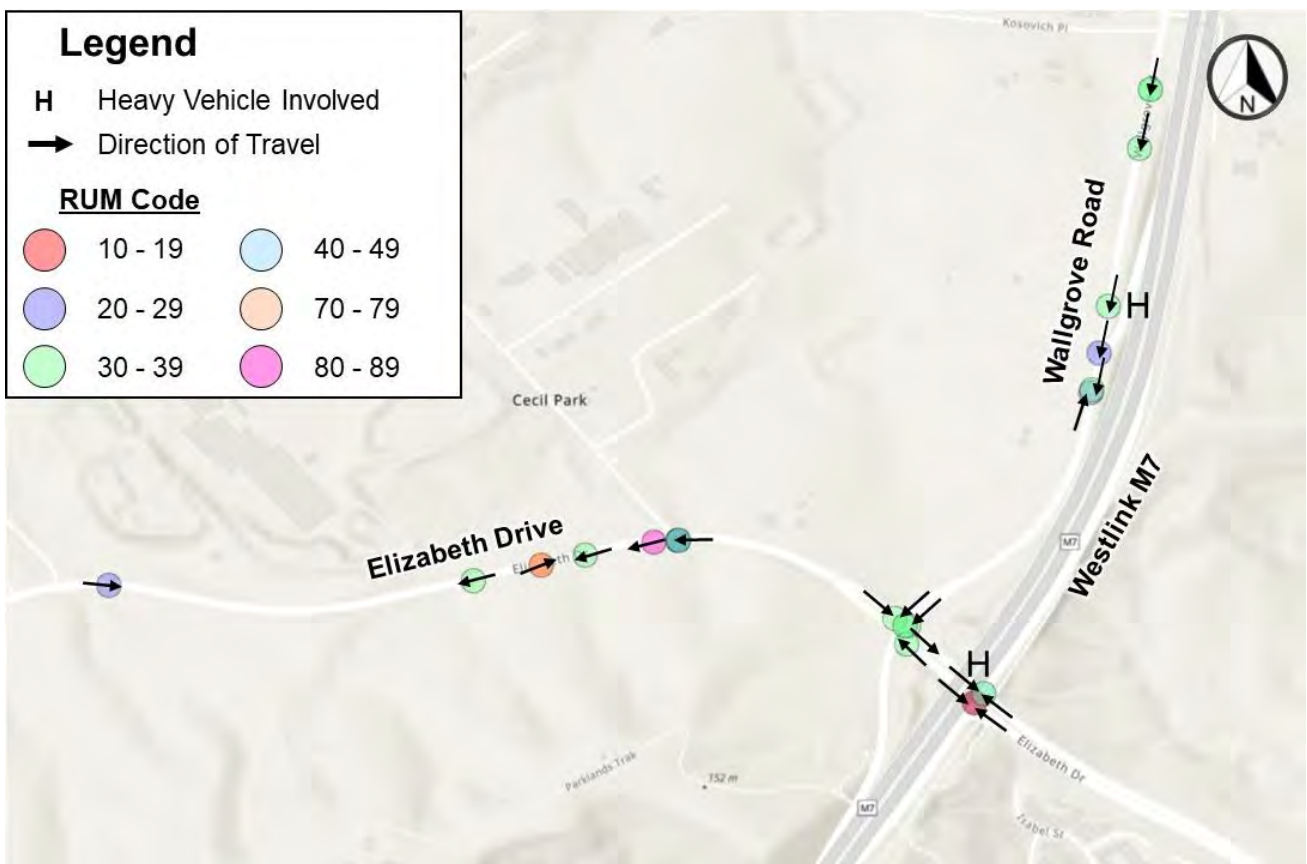 Legend
H Heavy Vehicle Involved
Direction of Travel
RUM Code
10 - 19
40 - 49
20 - 29
70 - 79
30 - 39
80 - 89
Kosovich Pl
N
Wallgrove
Wallgrove Road
H
Cecil Park
Westlink M7
M7
Elizabeth Drive
H
Elizabeth Dr
Parklands Trak
152 m
M7